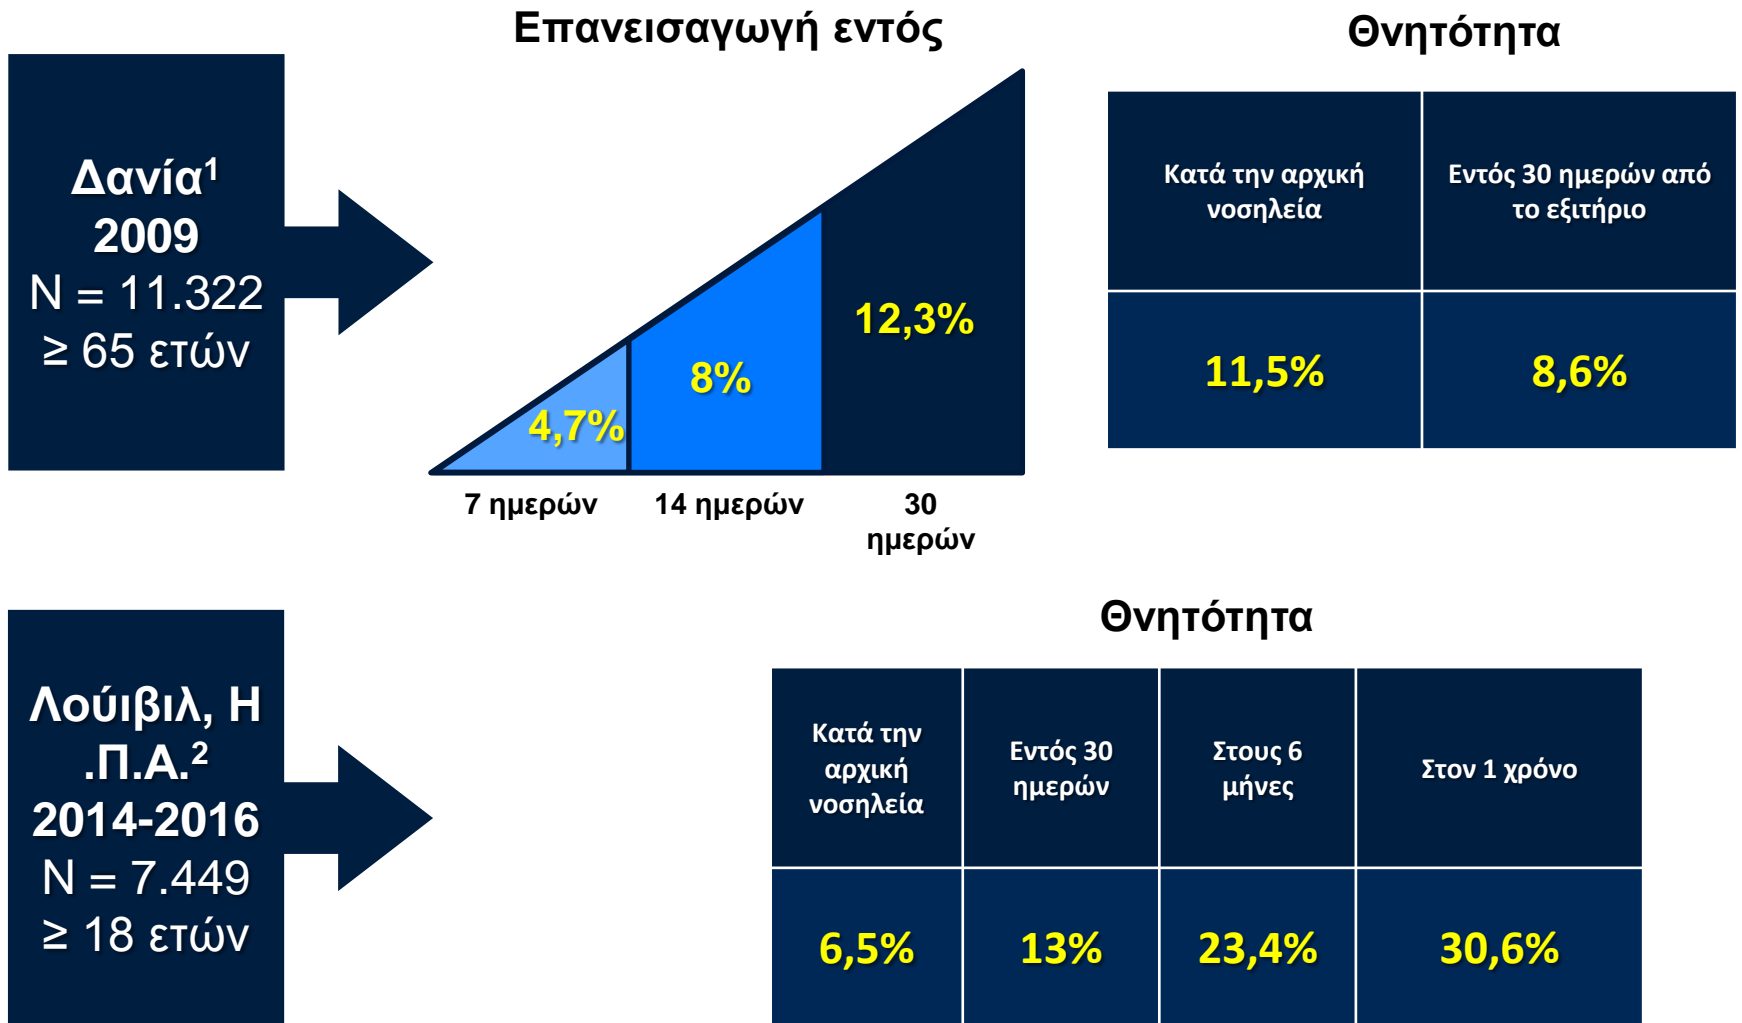 Επανεισαγωγή εντός
Θνητότητα
Δανία¹
2009
N = 11.322
≥ 65 ετών
4,7%
8%
12,3%
7 ημερών
14 ημερών
30
ημερών
Κατά την αρχική
νοσηλεία
Εντός 30 ημερών από
το εξιτήριο
11,5%
8,6%
Λούιβιλ, Η
.Π.Α.²
2014-2016
N = 7.449
≥ 18 ετών
Θνητότητα
Κατά την
αρχική
νοσηλεία
Εντός 30
ημερών
Στους 6
μήνες
Στον 1 χρόνο
6,5%
13%
23,4%
30,6%